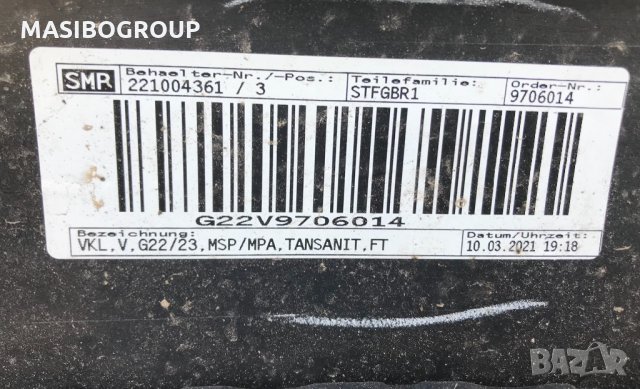 MASIBOGROUP
SMR
Behaelter-Nr./-Pos.:
221004361 / 3
Teilefamilie:
STFGBR1
Order-Nr.:
9706014
G22V9706014
Bezeichnung:
VKL,V,G22/23,MSP/MPA,TANSANIT,FT
Datum/Uhrzeit:
10.03.2021 19:18
BAZAR